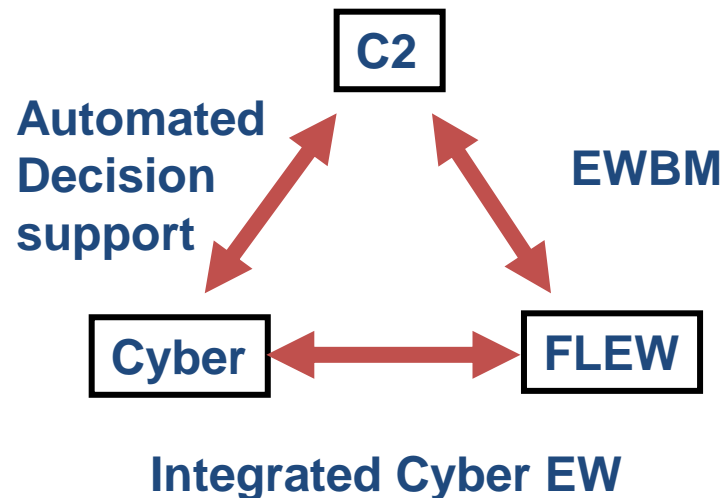 C2
Automated
Decision
support
EWBM
Cyber
FLEW
Integrated Cyber EW